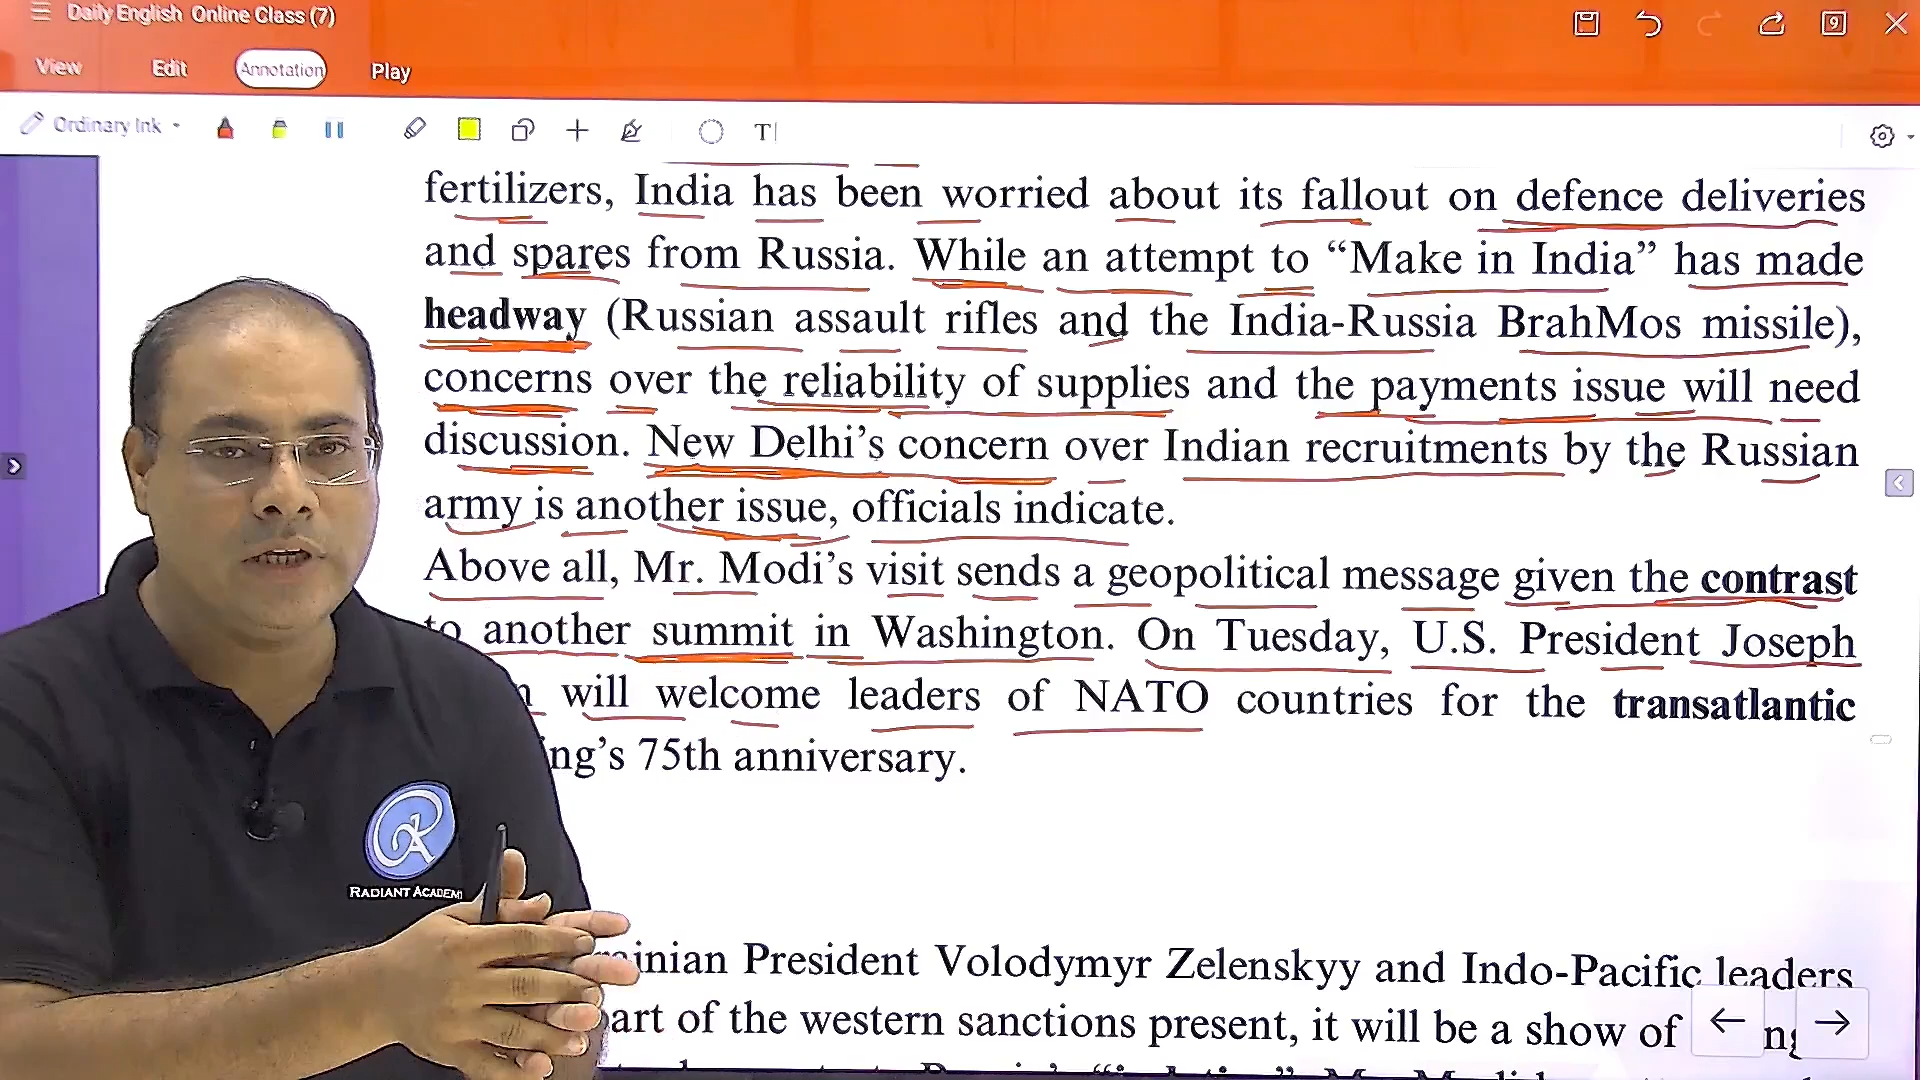 Daily English Online Class (7)
View Edit Annotation Play
Ordinary Ink
T
fertilizers, India has been worried about its fallout on defence deliveries
and spares from Russia. While an attempt to “Make in India” has made
headway (Russian assault rifles and the India-Russia BrahMos missile),
concerns over the reliability of supplies and the payments issue will need
discussion. New Delhi’s concern over Indian recruitments by the Russian
army is another issue, officials indicate.
Above all, Mr. Modi’s visit sends a geopolitical message given the contrast
to another summit in Washington. On Tuesday, U.S. President Joseph
will welcome leaders of NATO countries for the transatlantic
75th anniversary.
RADIANT
President Volodymyr Zelenskyy and Indo-Pacific leaders
of the western sanctions present, it will be a show of